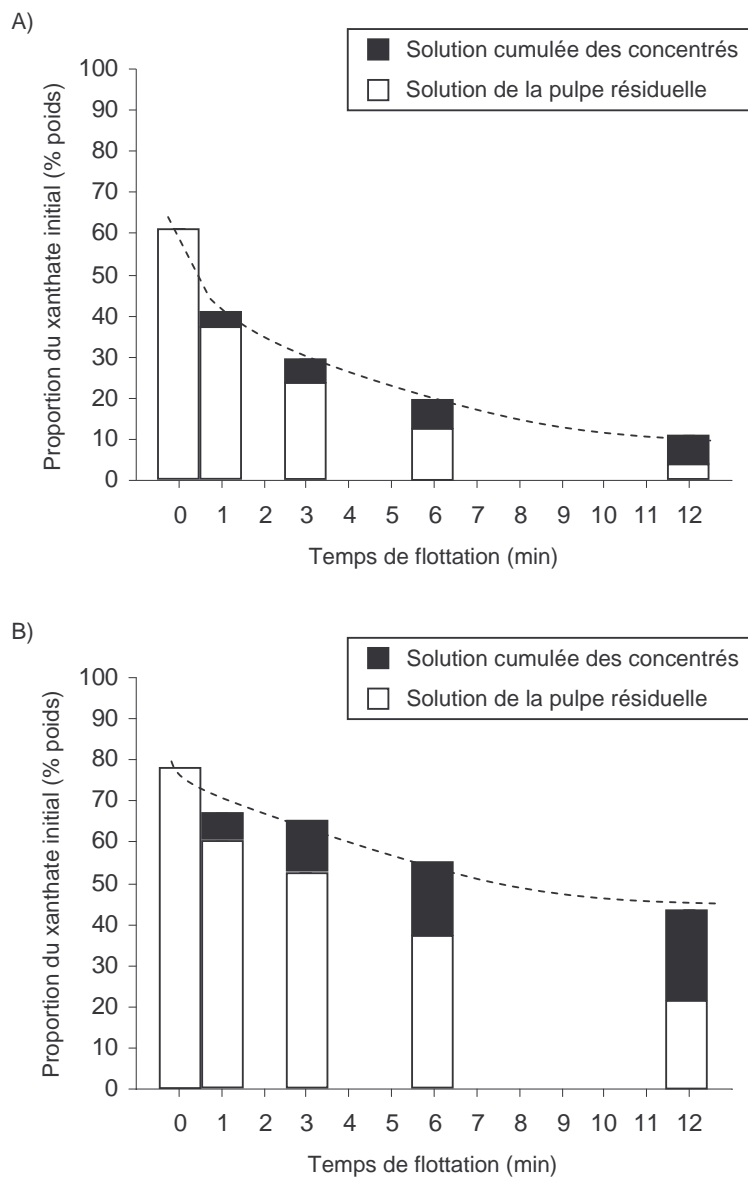 A)
Solution cumulée des concentrés
Solution de la pulpe résiduelle
Proportion du xanthate initial (% poids)
100
90
80
70
60
50
40
30
20
10
0
0 1 2 3 4 5 6 7 8 9 10 11 12
Temps de flottation (min)
B)
Solution cumulée des concentrés
Solution de la pulpe résiduelle
Proportion du xanthate initial (% poids)
100
90
80
70
60
50
40
30
20
10
0
0 1 2 3 4 5 6 7 8 9 10 11 12
Temps de flottation (min)